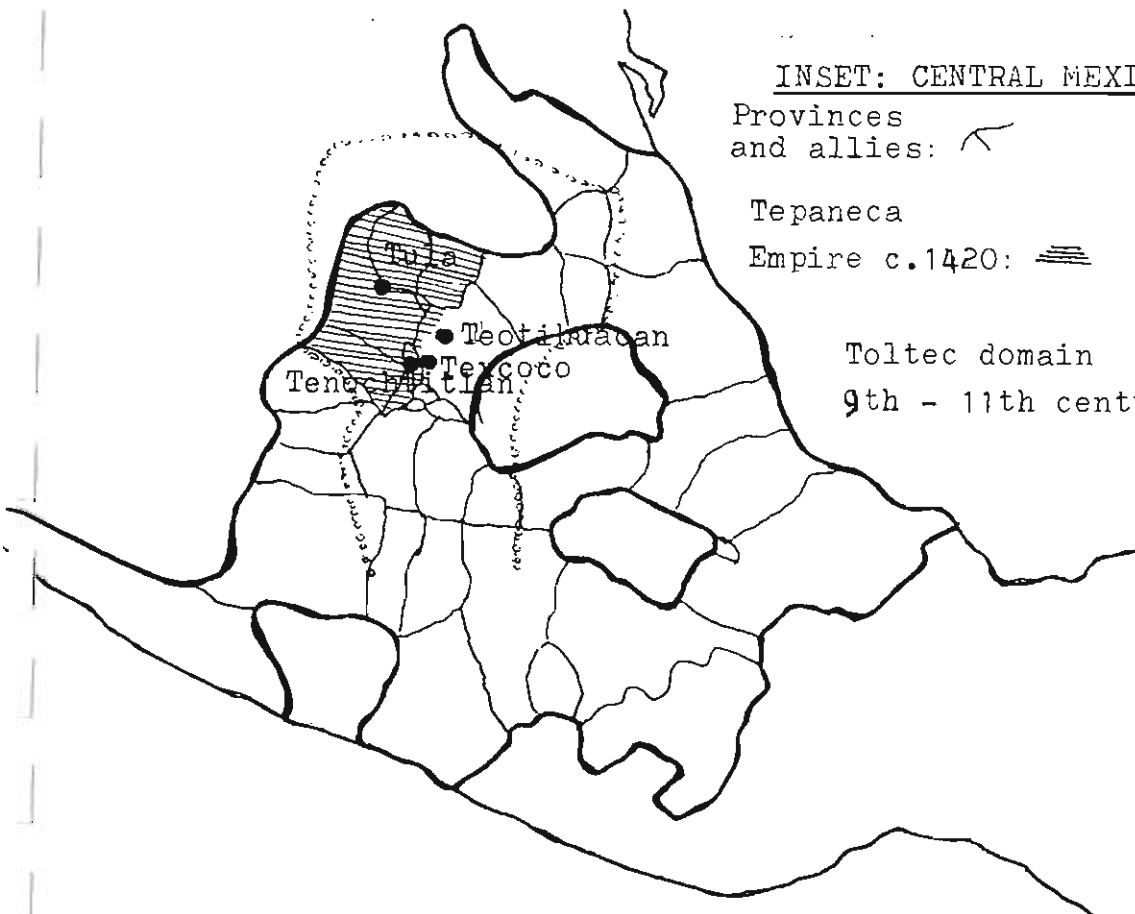 INSET: CENTRAL MEXI
Provinces
and allies:
Tepaneca
Empire c.1420:
Toltec domain
9th - 11th cent
Tula
Teotihuacan
Texcoco
Tenochtitlan